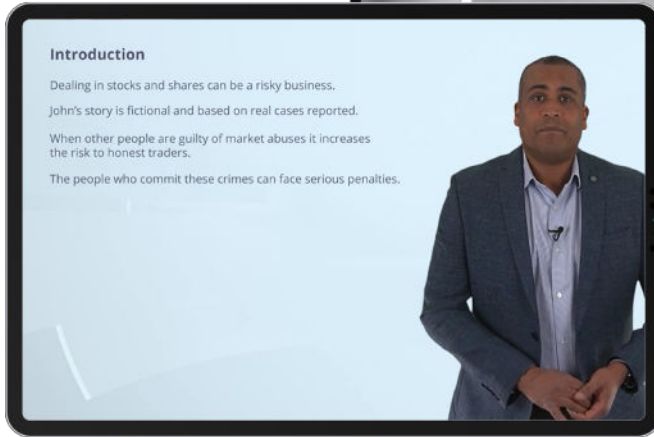 Introduction
Dealing in stocks and shares can be a risky business.
John's story is fictional and based on real cases reported.
When other people are guilty of market abuses it increases
the risk to honest traders.
The people who commit these crimes can face serious penalties.